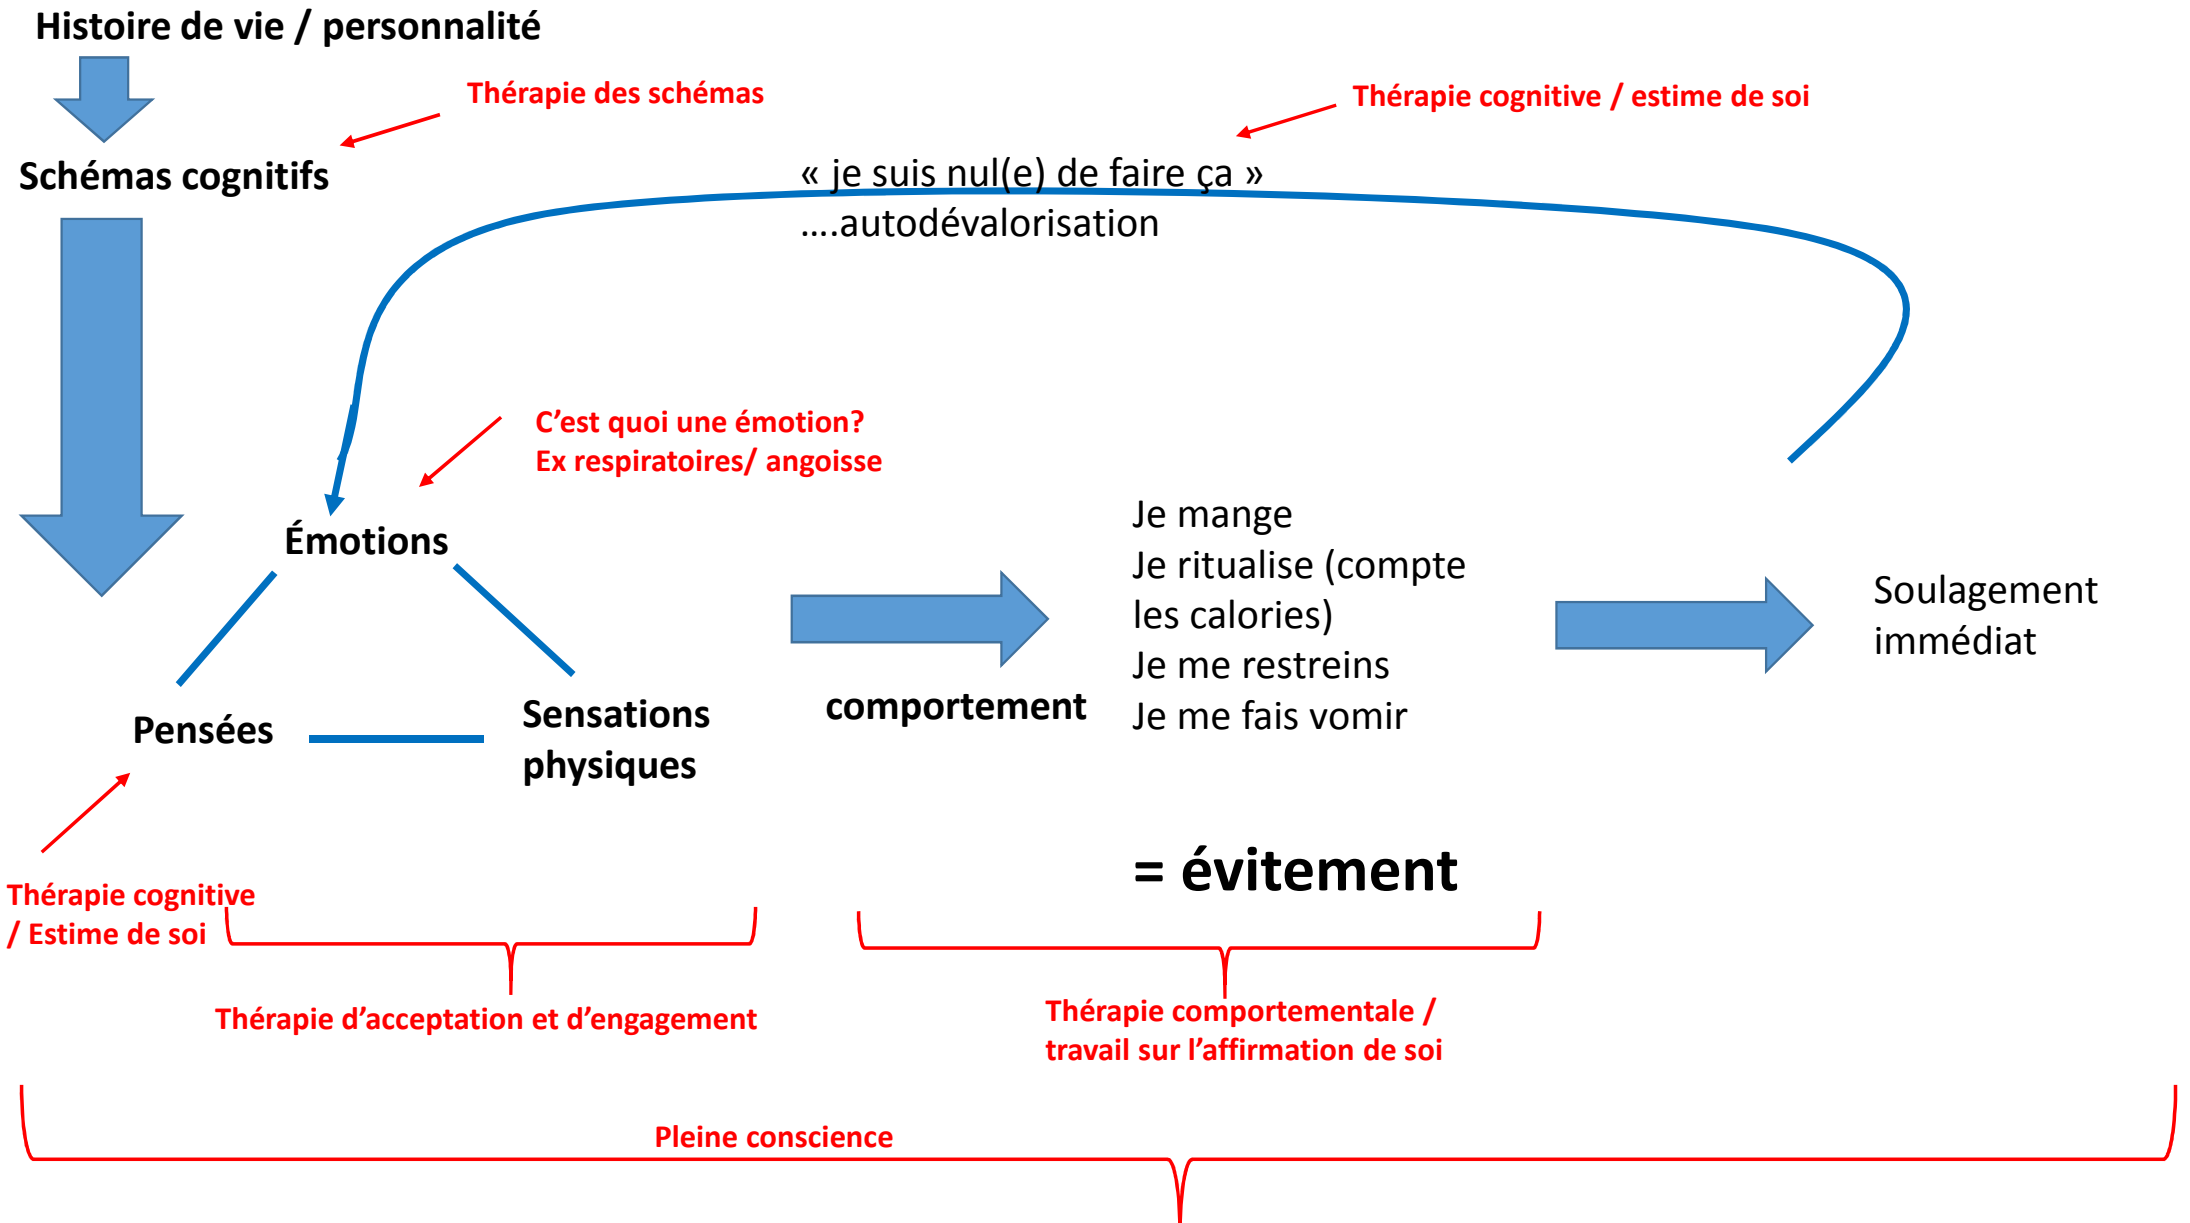 Histoire de vie / personnalité
Thérapie des schémas
Thérapie cognitive / estime de soi
Schémas cognitifs
« je suis nul(e) de faire ça »
....autodévalorisation
C’est quoi une émotion?
Ex respiratoires/ angoisse
Émotions
Pensées
Sensations
physiques
comportement
Je mange
Je ritualise (compte
les calories)
Je me restreins
Je me fais vomir
Soulagement
immédiat
= évitement
Thérapie cognitive
/ Estime de soi
Thérapie d’acceptation et d’engagement
Thérapie comportementale /
travail sur l’affirmation de soi
Pleine conscience